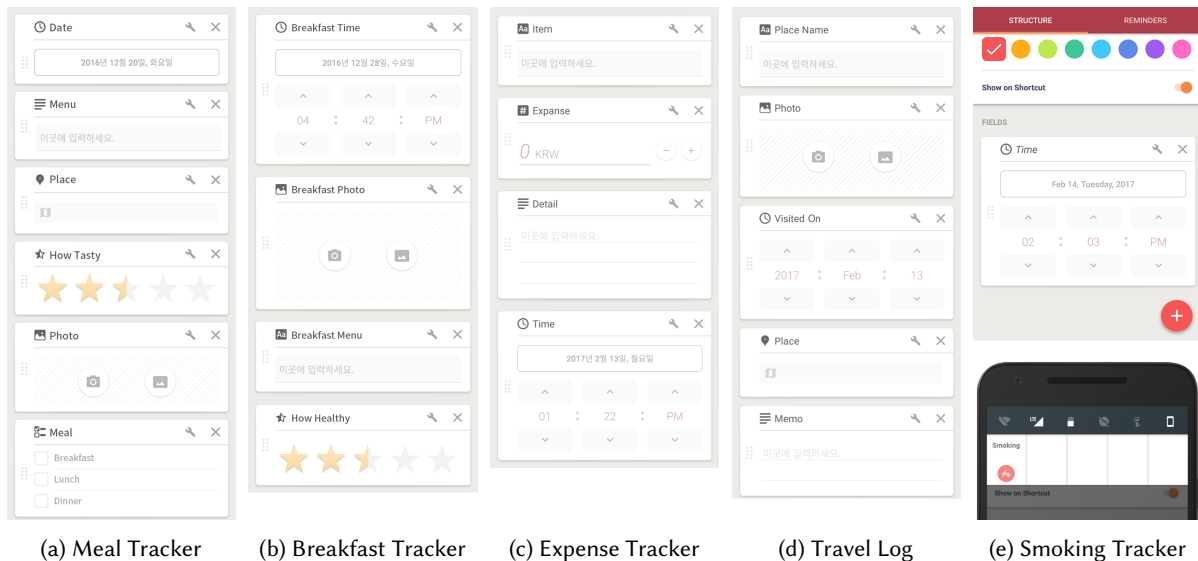 Date
2016년 12월 20일, 화요일
Menu
이곳에 입력하세요.
Place
How Tasty
Photo
Meal
Breakfast
Lunch
Dinner
(a) Meal Tracker
Breakfast Time
2016년 12월 28일, 수요일
04 : 42 : PM
Breakfast Photo
Aa Breakfast Menu
이곳에 입력하세요.
How Healthy
(b) Breakfast Tracker
Aa Item
이곳에 입력하세요.
# Expanse
0 KRW
Detail
이곳에 입력하세요.
Time
2017년 2월 13일, 월요일
01 : 22 : PM
(c) Expense Tracker
Aa Place Name
이곳에 입력하세요.
Photo
Visited On
2017 : Feb : 13
Place
Memo
이곳에 입력하세요.
(d) Travel Log
STRUCTURE REMINDERS
Show on Shortcut
FIELDS
Time
Feb 14, Tuesday, 2017
02 : 03 : PM
LTE
Smoking
Show on Shortcut
(e) Smoking Tracker